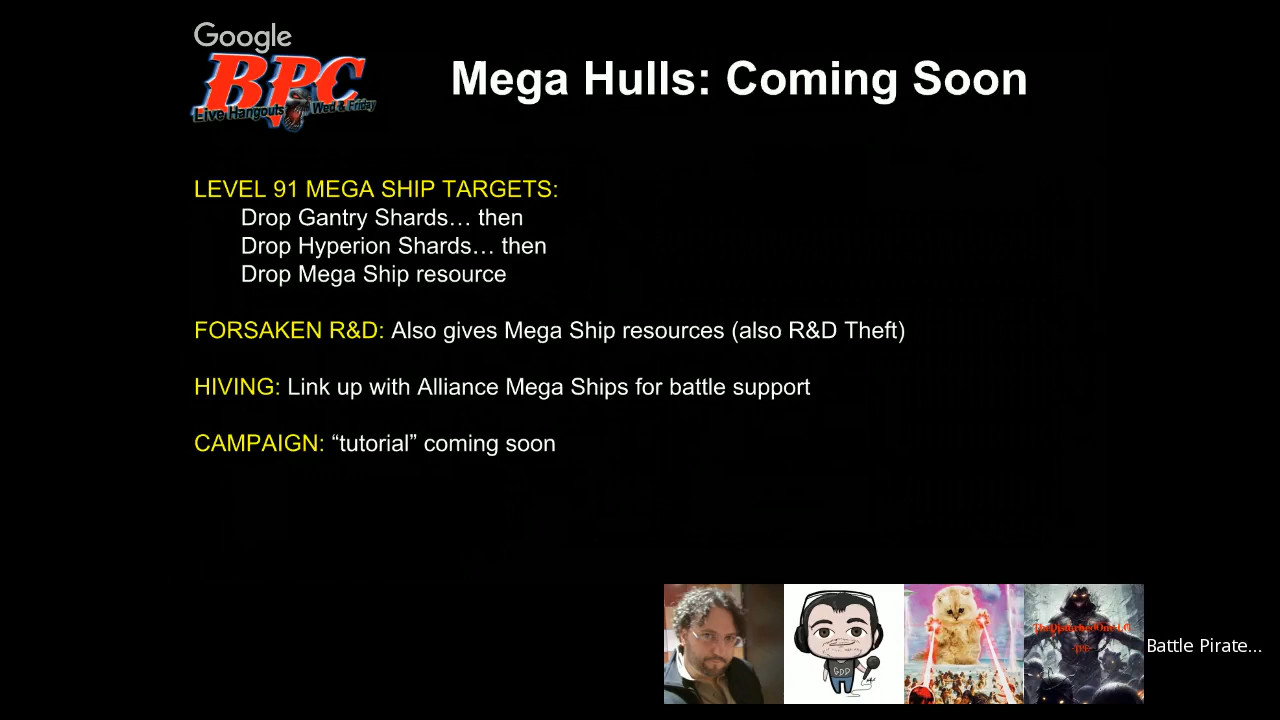 Google
BPC
Live Hangouts Wed & Friday
Mega Hulls: Coming Soon
LEVEL 91 MEGA SHIP TARGETS:
Drop Gantry Shards… then
Drop Hyperion Shards… then
Drop Mega Ship resource
FORSAKEN R&D: Also gives Mega Ship resources (also R&D Theft)
HIVING: Link up with Alliance Mega Ships for battle support
CAMPAIGN: “tutorial” coming soon
GDD
Battle Pirate...